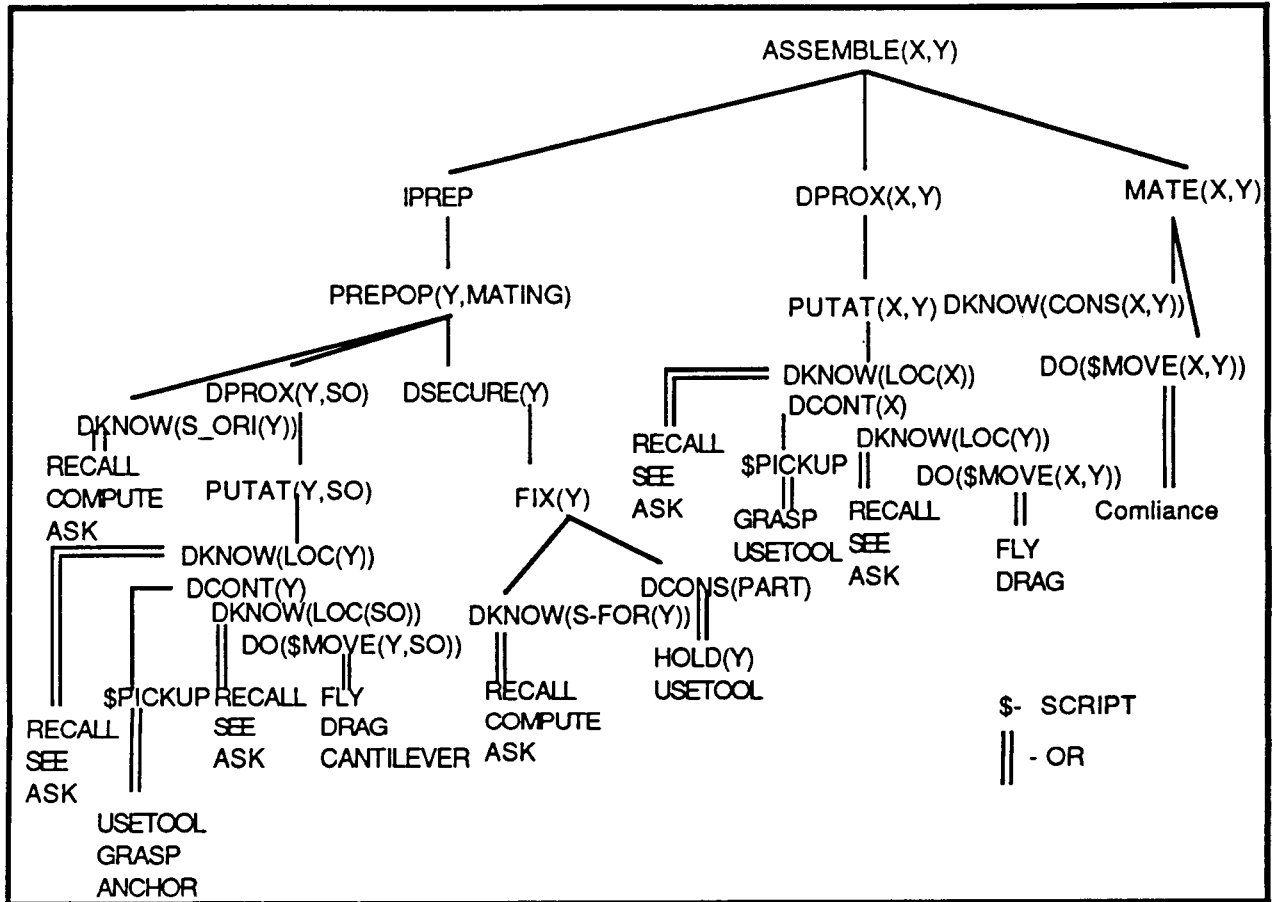 ASSEMBLE(X,Y)
IPREP
DPROX(X,Y)
MATE(X,Y)
PREPOP(Y,MATING)
PUTAT(X,Y)
DKNOW(CONS(X,Y))
DPROX(Y,SO)
DSECURE(Y)
DKNOW(LOC(X))
DO($MOVE(X,Y))
DKNOW(S_ORI(Y))
DCONT(X)
RECALL
COMPUTE
ASK
RECALL
SEE
ASK
DKNOW(LOC(Y))
$PICKUP
DO($MOVE(X,Y))
PUTAT(Y,SO)
FIX(Y)
GRASP
USETOOL
RECALL
SEE
ASK
FLY
DRAG
Comliance
DKNOW(LOC(Y))
DCONT(Y)
DKNOW(LOC(SO))
DO($MOVE(Y,SO))
DKNOW(S-FOR(Y))
DCONS(PART)
HOLD(Y)
USETOOL
$PICKUP
RECALL
SEE
ASK
FLY
DRAG
CANTILEVER
RECALL
COMPUTE
ASK
RECALL
SEE
ASK
USETOOL
GRASP
ANCHOR
$- SCRIPT
|| - OR